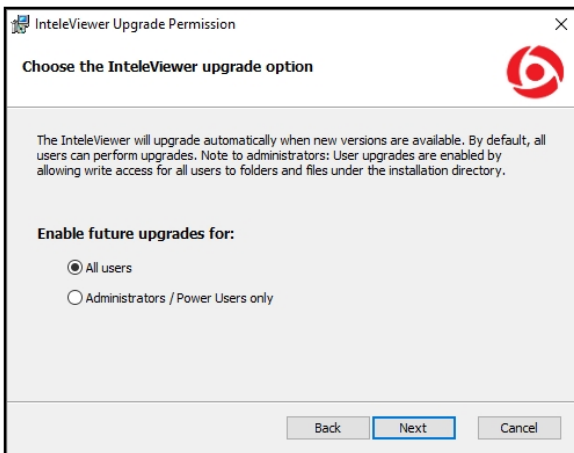 InteleViewer Upgrade Permission
Choose the InteleViewer upgrade option
The InteleViewer will upgrade automatically when new versions are available. By default, all
users can perform upgrades. Note to administrators: User upgrades are enabled by
allowing write access for all users to folders and files under the installation directory.
Enable future upgrades for:
All users
Administrators / Power Users only
Back Next Cancel